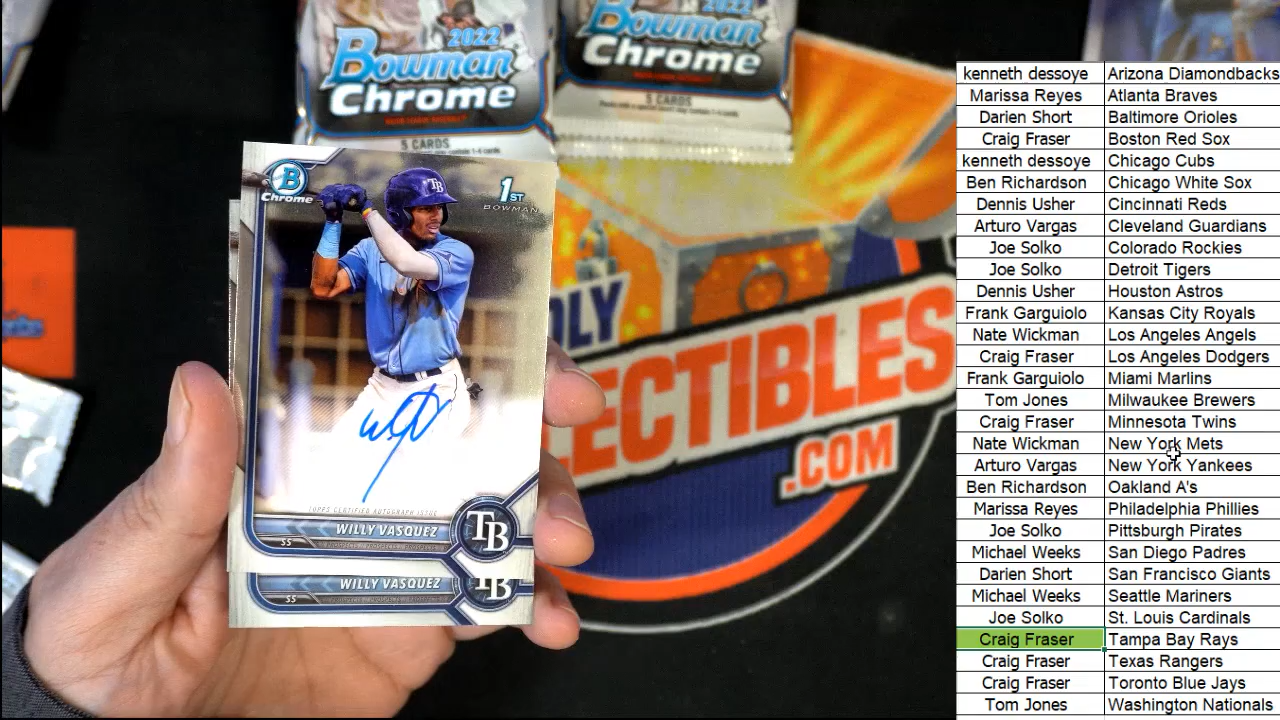 2022
Bowman
Chrome
5 CARDS
2022
Bowman
Chrome
5 CARDS
B
Chrome
TB
1ST
BOWMAN
TOPPS CERTIFIED AUTOGRAPH ISSUE
WILLY VASQUEZ
SS
PROSPECTS / PROSPECTS / PROSPECTS
TB
WILLY VASQUEZ
SS
TB
OLY
LECTIBLES
.COM
kenneth dessoye Arizona Diamondbacks
Marissa Reyes Atlanta Braves
Darien Short Baltimore Orioles
Craig Fraser Boston Red Sox
kenneth dessoye Chicago Cubs
Ben Richardson Chicago White Sox
Dennis Usher Cincinnati Reds
Arturo Vargas Cleveland Guardians
Joe Solko Colorado Rockies
Joe Solko Detroit Tigers
Dennis Usher Houston Astros
Frank Garguiolo Kansas City Royals
Nate Wickman Los Angeles Angels
Craig Fraser Los Angeles Dodgers
Frank Garguiolo Miami Marlins
Tom Jones Milwaukee Brewers
Craig Fraser Minnesota Twins
Nate Wickman New York Mets
Arturo Vargas New York Yankees
Ben Richardson Oakland A's
Marissa Reyes Philadelphia Phillies
Joe Solko Pittsburgh Pirates
Michael Weeks San Diego Padres
Darien Short San Francisco Giants
Michael Weeks Seattle Mariners
Joe Solko St. Louis Cardinals
Craig Fraser Tampa Bay Rays
Craig Fraser Texas Rangers
Craig Fraser Toronto Blue Jays
Tom Jones Washington Nationals